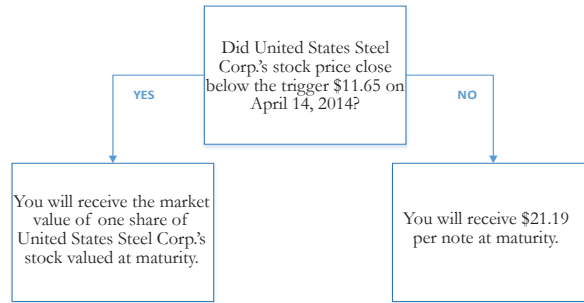 Did United States Steel
Corp.'s stock price close
below the trigger $11.65 on
April 14, 2014?
YES
NO
You will receive the market
value of one share of
United States Steel Corp.'s
stock valued at maturity.
You will receive $21.19
per note at maturity.